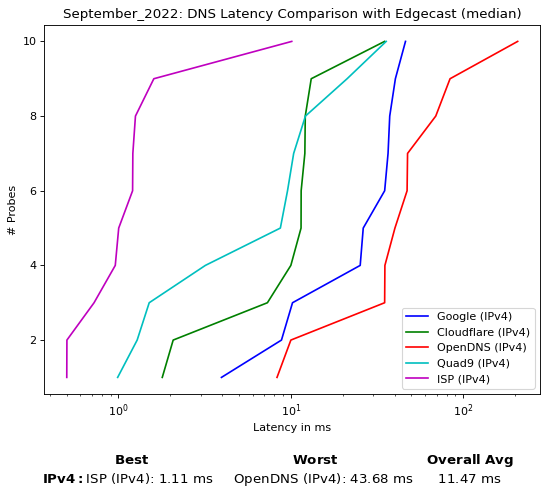 September_2022: DNS Latency Comparison with Edgecast (median)
10
8
6
4
2
# Probes
Google (IPv4)
Cloudflare (IPv4)
OpenDNS (IPv4)
Quad9 (IPv4)
ISP (IPv4)
10⁰ 10¹ 10²
Latency in ms
Best Worst Overall Avg
IPv4: ISP (IPv4): 1.11 ms OpenDNS (IPv4): 43.68 ms 11.47 ms